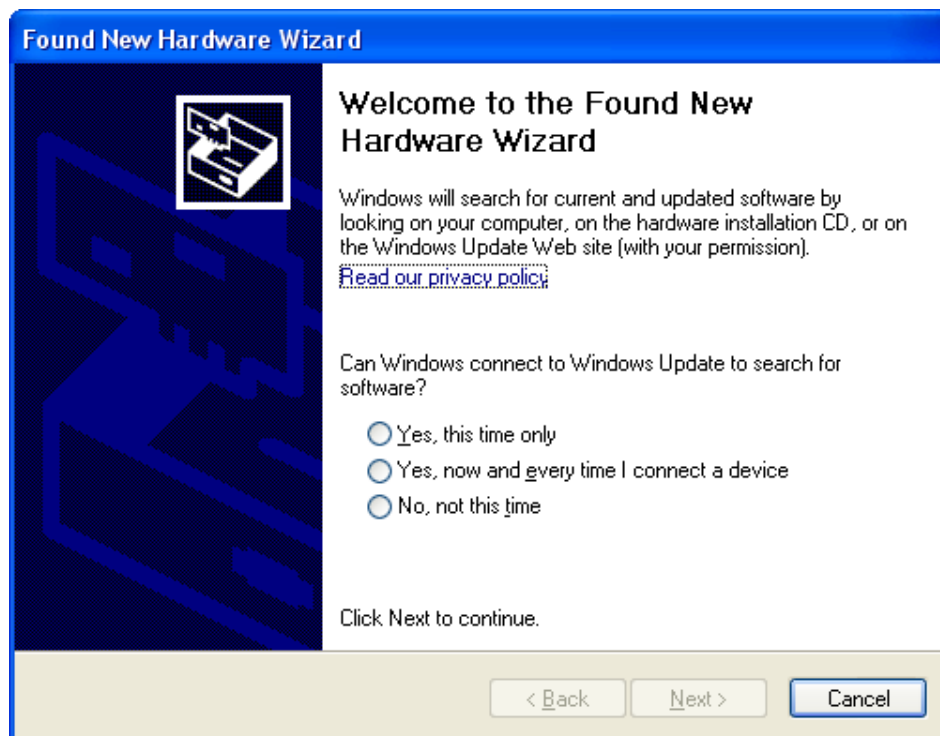 Found New Hardware Wizard
Welcome to the Found New
Hardware Wizard
Windows will search for current and updated software by
looking on your computer, on the hardware installation CD, or on
the Windows Update Web site (with your permission).
Read our privacy policy
Can Windows connect to Windows Update to search for
software?
Yes, this time only
Yes, now and every time I connect a device
No, not this time
Click Next to continue.
< Back Next > Cancel